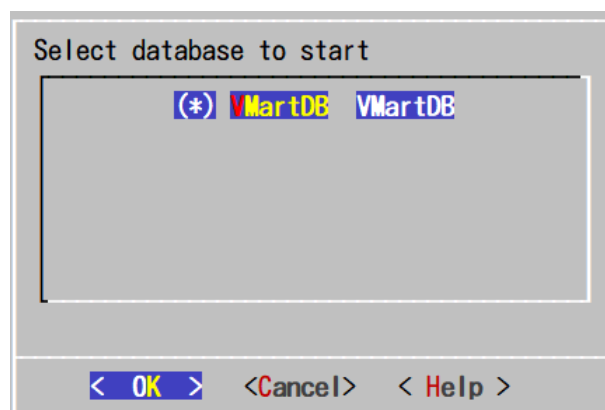 Select database to start
(*) VMartDB VMartDB
< OK > <Cancel> < Help >